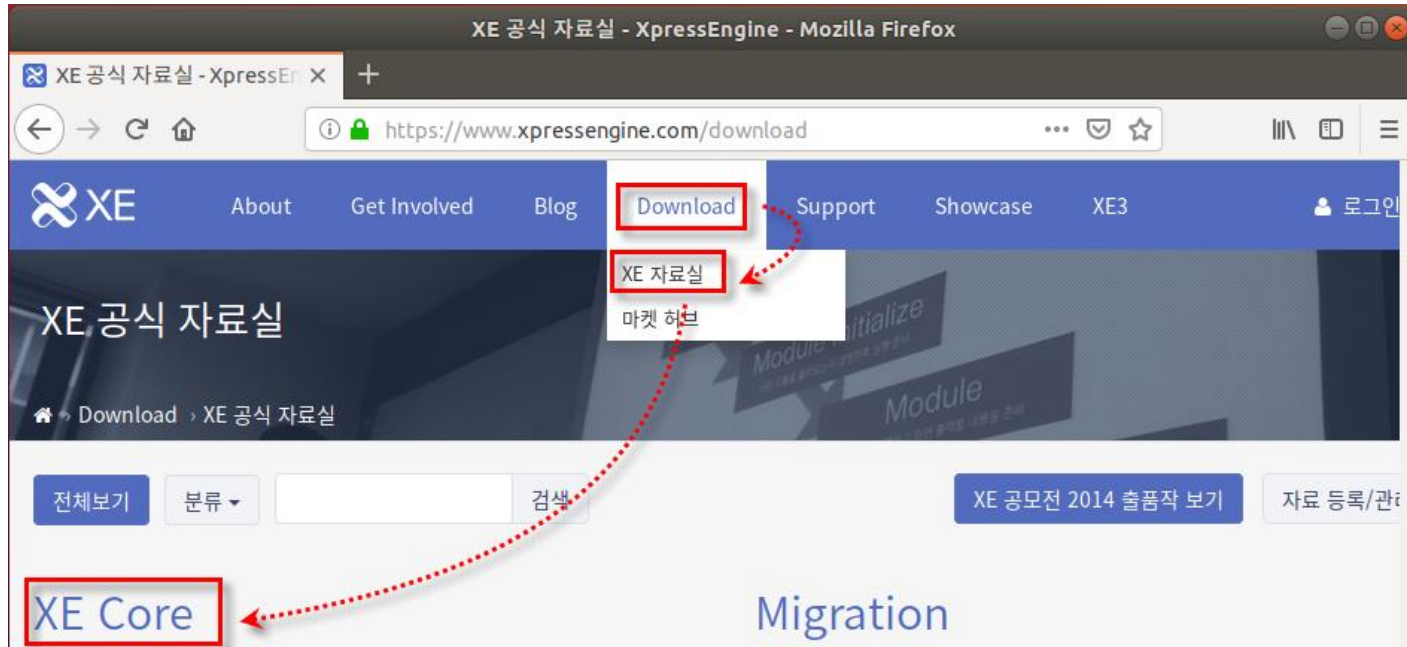 XE 공식 자료실 - XpressEngine - Mozilla Firefox
XE 공식 자료실 - XpressEn
https://www.xpressengine.com/download
XE About Get Involved Blog Download Support Showcase XE3 로그인
XE 자료실
마켓 허브
XE 공식 자료실
Module Initialize
Module
Download › XE 공식 자료실
전체보기 분류 검색 XE 공모전 2014 출품작 보기 자료 등록/관리
XE Core Migration